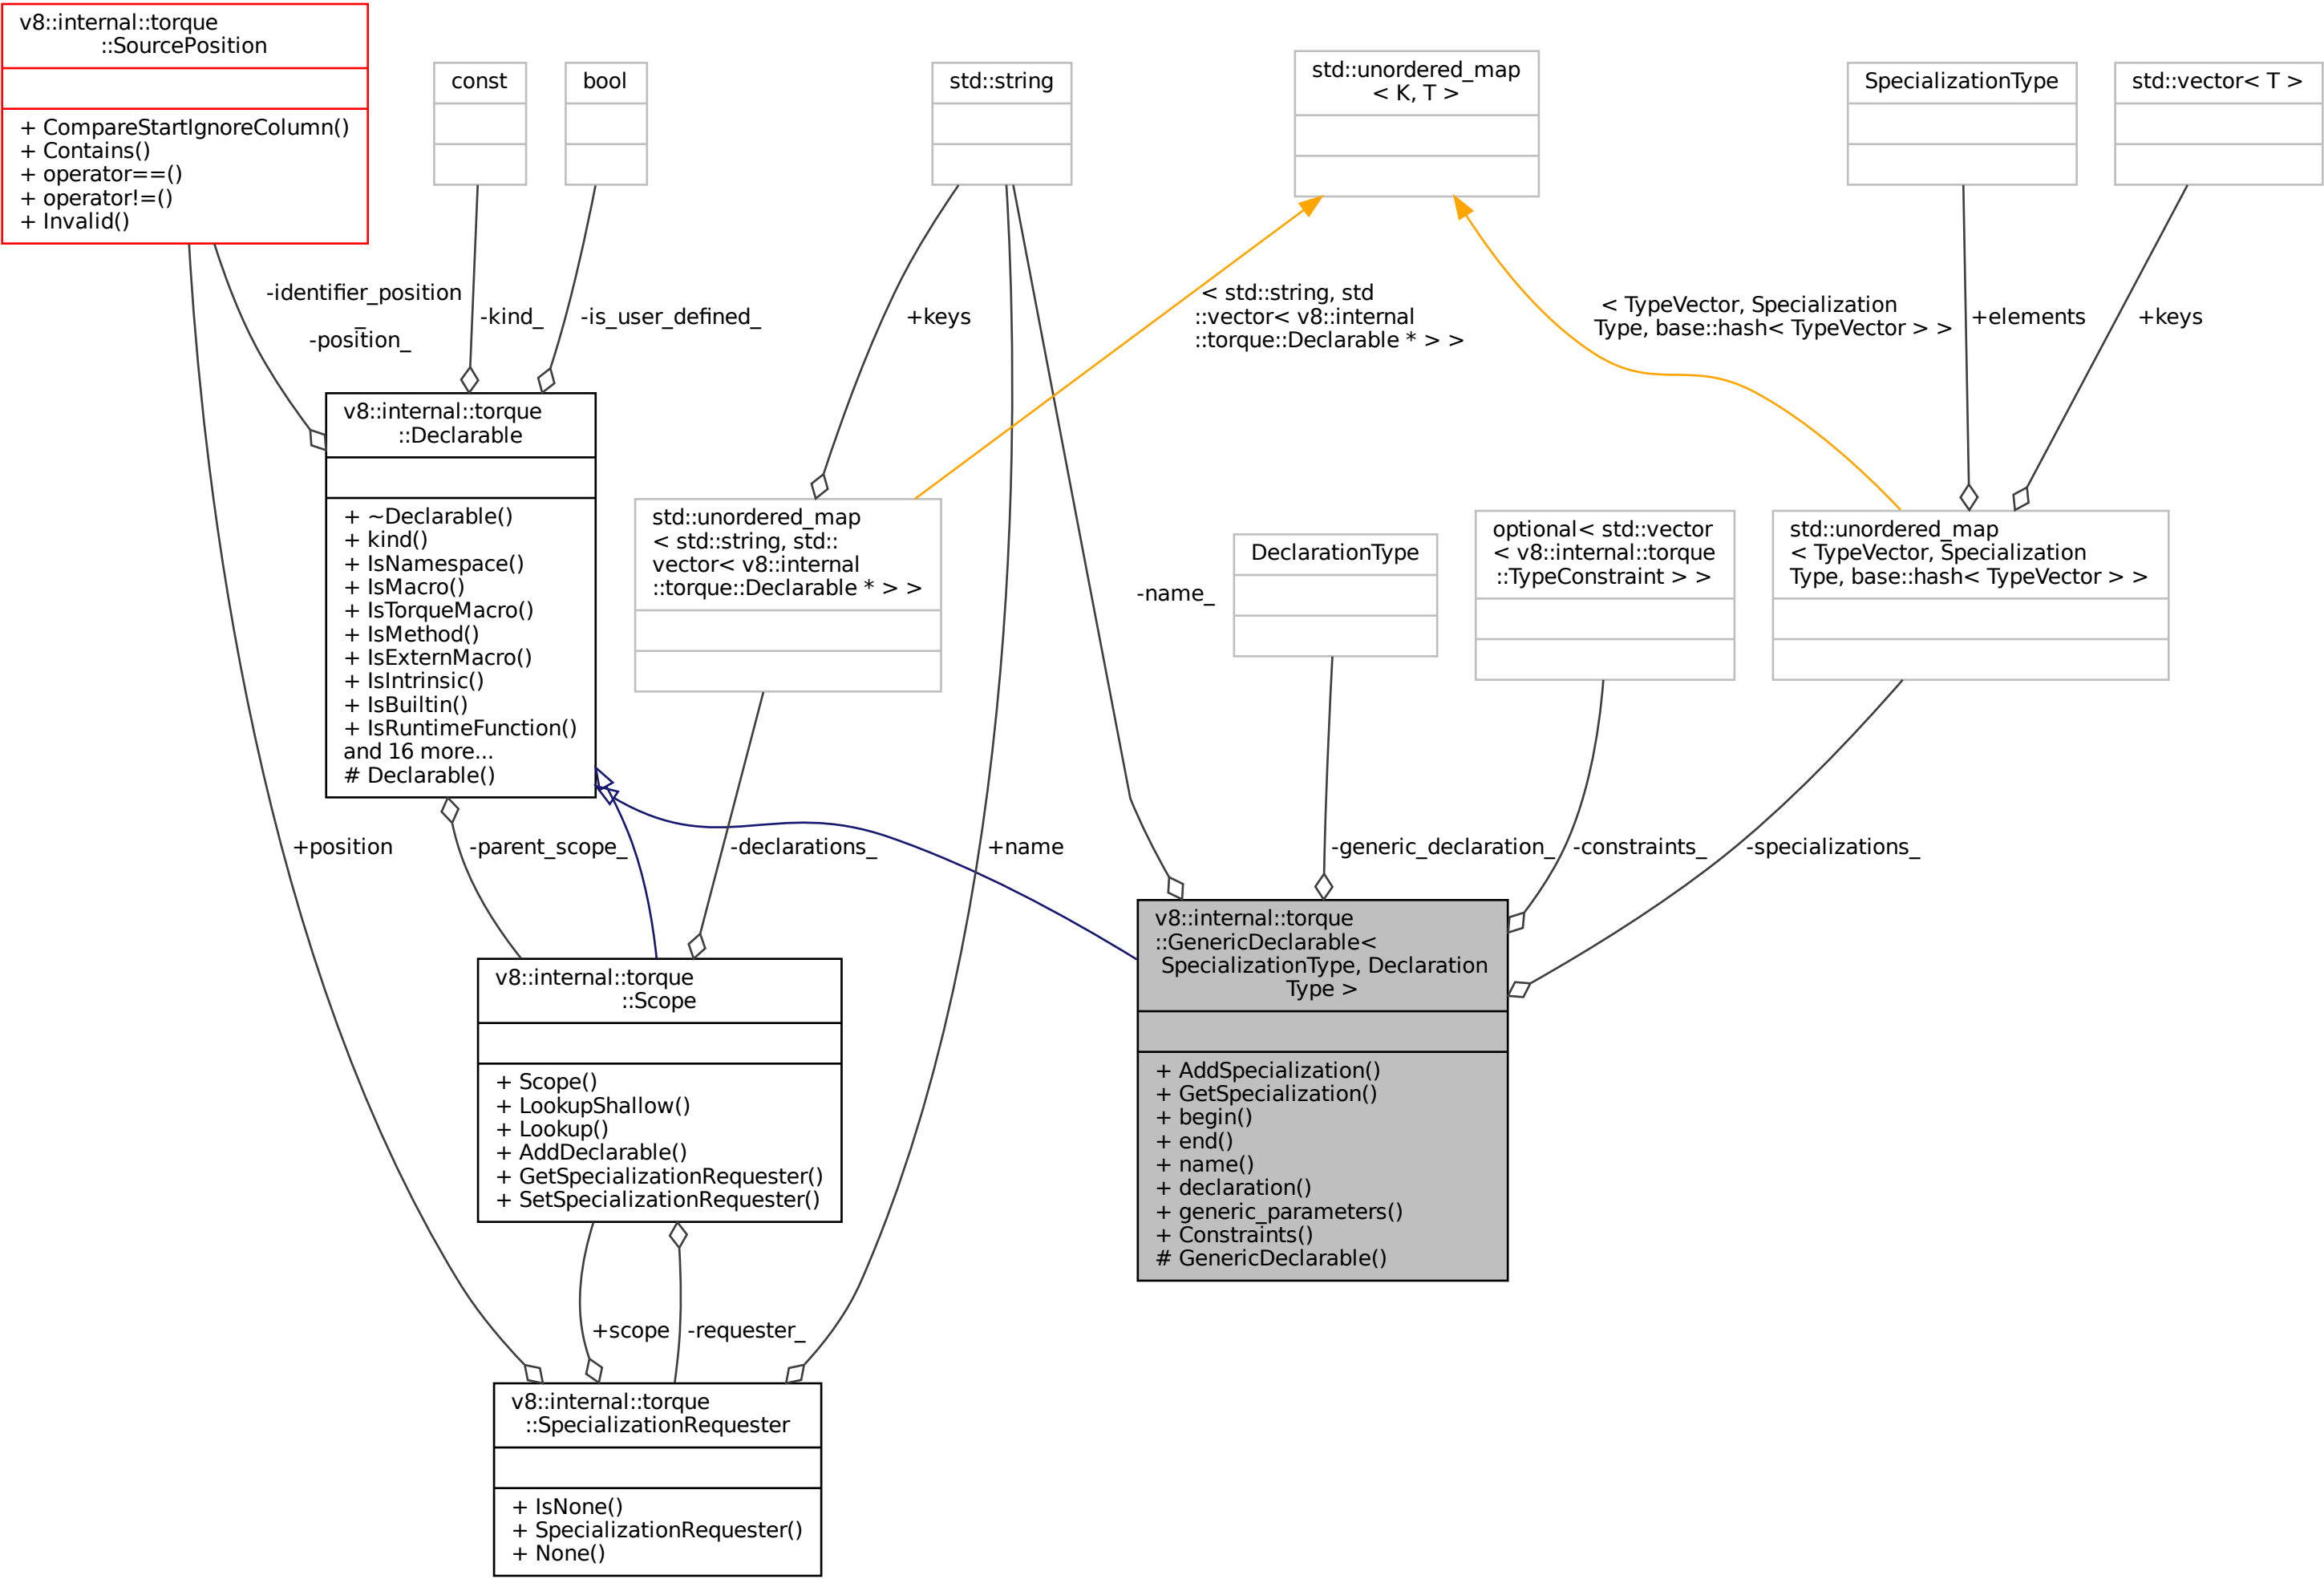 v8::internal::torque
::SourcePosition
+ CompareStartIgnoreColumn()
+ Contains()
+ operator==()
+ operator!=()
+ Invalid()
const
bool
std::string
std::unordered_map
< K, T >
SpecializationType
std::vector< T >
-identifier_position
_
-position_
-kind_
-is_user_defined_
+keys
< std::string, std
::vector< v8::internal
::torque::Declarable * > >
< TypeVector, Specialization
Type, base::hash< TypeVector > >
+elements
+keys
v8::internal::torque
::Declarable
+ ~Declarable()
+ kind()
+ IsNamespace()
+ IsMacro()
+ IsTorqueMacro()
+ IsMethod()
+ IsExternMacro()
+ IsIntrinsic()
+ IsBuiltin()
+ IsRuntimeFunction()
and 16 more...
# Declarable()
std::unordered_map
< std::string, std::
vector< v8::internal
::torque::Declarable * > >
-name_
DeclarationType
optional< std::vector
< v8::internal::torque
::TypeConstraint > >
std::unordered_map
< TypeVector, Specialization
Type, base::hash< TypeVector > >
+position
-parent_scope_
-declarations_
+name
-generic_declaration_
-constraints_
-specializations_
v8::internal::torque
::Scope
+ Scope()
+ LookupShallow()
+ Lookup()
+ AddDeclarable()
+ GetSpecializationRequester()
+ SetSpecializationRequester()
v8::internal::torque
::GenericDeclarable<
SpecializationType, Declaration
Type >
+ AddSpecialization()
+ GetSpecialization()
+ begin()
+ end()
+ name()
+ declaration()
+ generic_parameters()
+ Constraints()
# GenericDeclarable()
+scope
-requester_
v8::internal::torque
::SpecializationRequester
+ IsNone()
+ SpecializationRequester()
+ None()